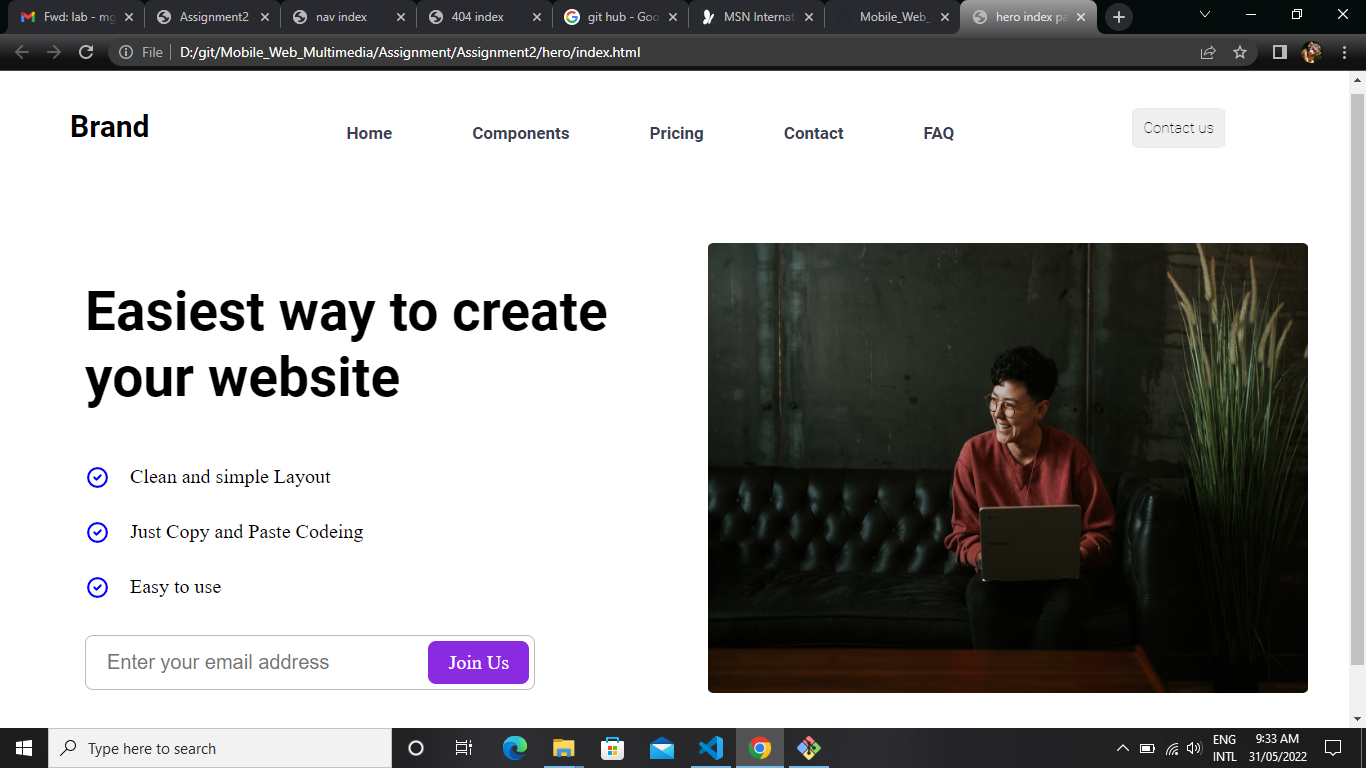 Fwd: lab - mg
Assignment2
nav index
404 index
git hub - Goo
MSN Internat
Mobile_Web_
hero index pa
File
D:/git/Mobile_Web_Multimedia/Assignment/Assignment2/hero/index.html
Brand
Home
Components
Pricing
Contact
FAQ
Contact us
Easiest way to create
your website
Clean and simple Layout
Just Copy and Paste Codeing
Easy to use
Enter your email address
Join Us
Type here to search
ENG
INTL
9:33 AM
31/05/2022